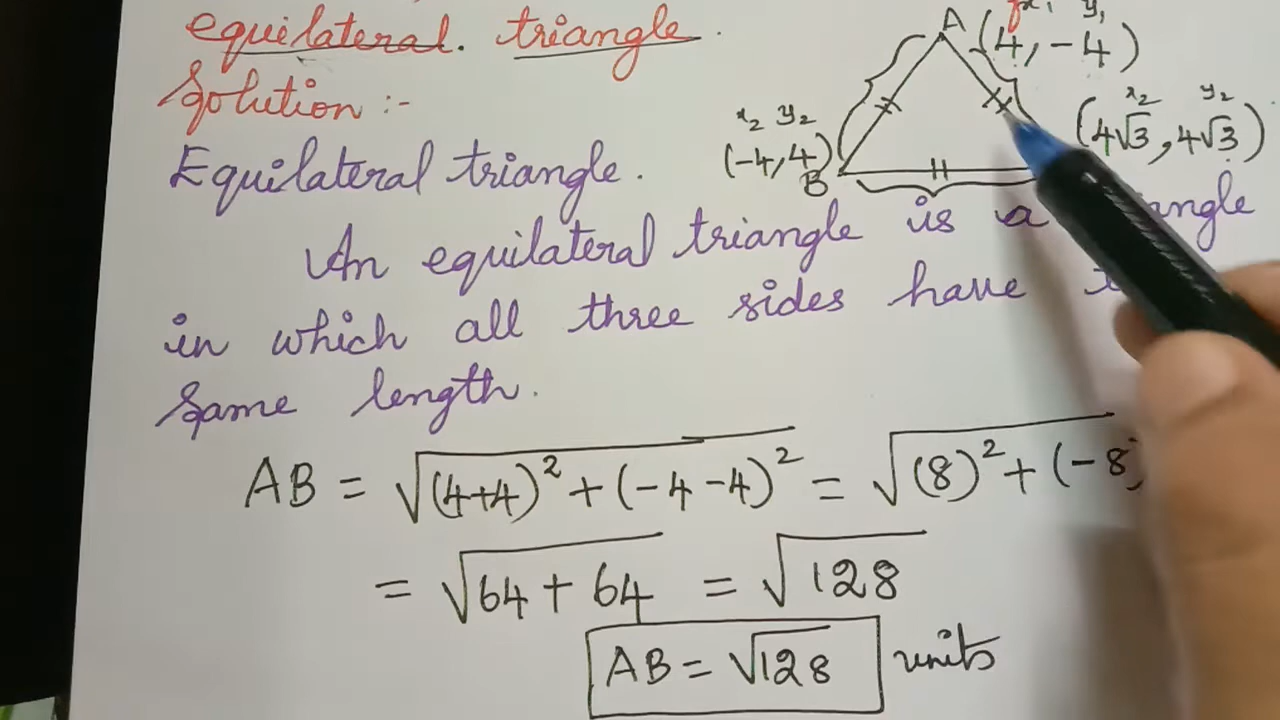 equilateral. triangle.
Solution :-
A (4, -4)
x₂ y₂
(-4, 4)
B
x₂ y₂
(4√3, 4√3)
Equilateral triangle.
An equilateral triangle is a
in which all three sides have
same length.
AB = √(4+4)² + (-4-4)² = √(8)² + (-8
= √64 + 64 = √128
AB = √128 units